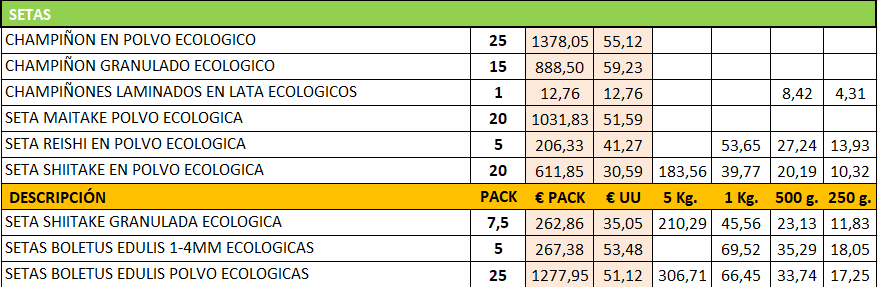 SETAS
CHAMPIÑON EN POLVO ECOLOGICO 25 1378,05 55,12
CHAMPIÑON GRANULADO ECOLOGICO 15 888,50 59,23
CHAMPIÑONES LAMINADOS EN LATA ECOLOGICOS 1 12,76 12,76 8,42 4,31
SETA MAITAKE POLVO ECOLOGICA 20 1031,83 51,59
SETA REISHI EN POLVO ECOLOGICA 5 206,33 41,27 53,65 27,24 13,93
SETA SHIITAKE EN POLVO ECOLOGICA 20 611,85 30,59 183,56 39,77 20,19 10,32
DESCRIPCIÓN PACK € PACK € UU 5 Kg. 1 Kg. 500 g. 250 g.
SETA SHIITAKE GRANULADA ECOLOGICA 7,5 262,86 35,05 210,29 45,56 23,13 11,83
SETAS BOLETUS EDULIS 1-4MM ECOLOGICAS 5 267,38 53,48 69,52 35,29 18,05
SETAS BOLETUS EDULIS POLVO ECOLOGICAS 25 1277,95 51,12 306,71 66,45 33,74 17,25